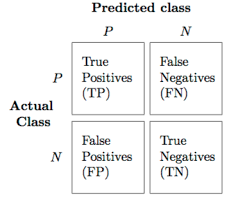 Predicted class
P N
True False
Positives Negatives
(TP) (FN)
P
Actual
Class
False True
Positives Negatives
(FP) (TN)
N